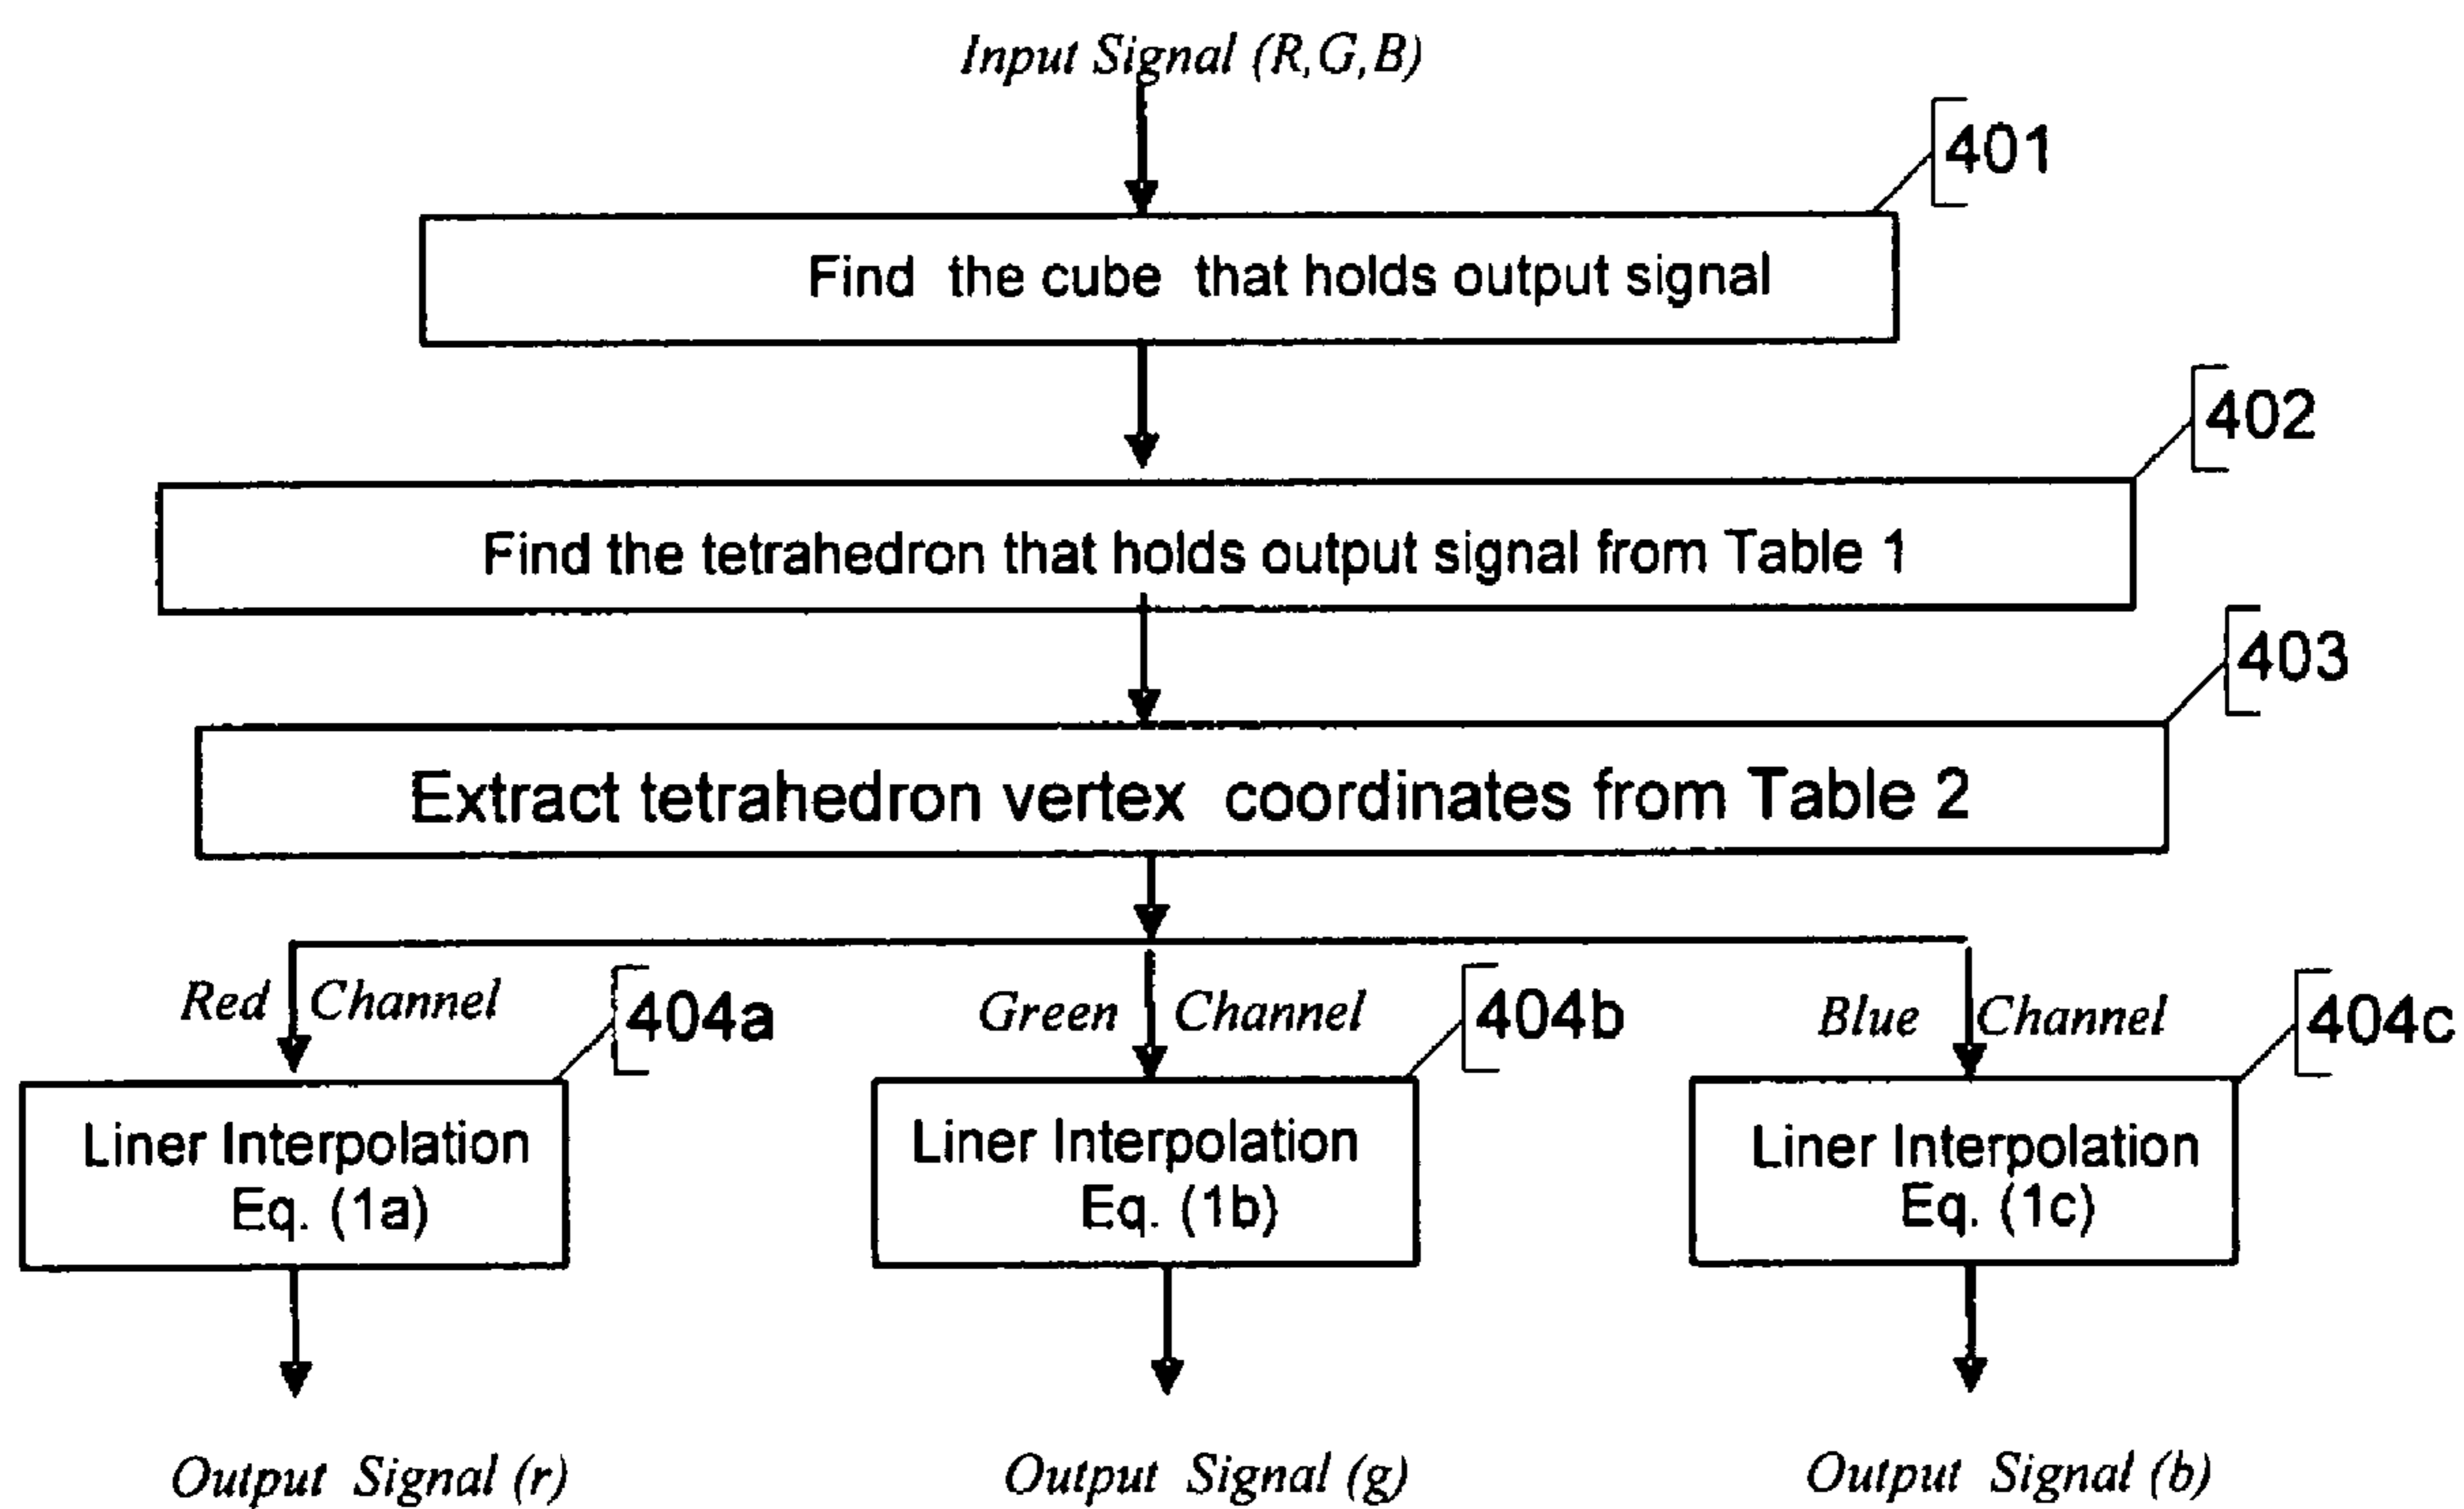 Input Signal (R,G,B)
401
Find the cube that holds output signal
402
Find the tetrahedron that holds output signal from Table 1
403
Extract tetrahedron vertex coordinates from Table 2
Red Channel
404a
Green Channel
404b
Blue Channel
404c
Liner Interpolation
Eq. (1a)
Liner Interpolation
Eq. (1b)
Liner Interpolation
Eq. (1c)
Output Signal (r)
Output Signal (g)
Output Signal (b)